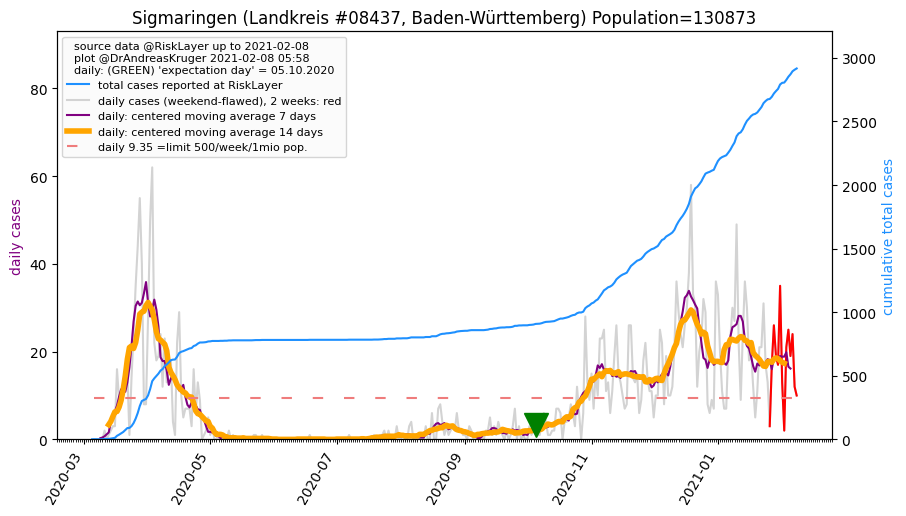 Sigmaringen (Landkreis #08437, Baden-Württemberg) Population=130873
source data @RiskLayer up to 2021-02-08
plot @DrAndreasKruger 2021-02-08 05:58
daily: (GREEN) 'expectation day' = 05.10.2020
total cases reported at RiskLayer
daily cases (weekend-flawed), 2 weeks: red
daily: centered moving average 7 days
daily: centered moving average 14 days
daily 9.35 =limit 500/week/1mio pop.
daily cases
80
60
40
20
0
cumulative total cases
3000
2500
2000
1500
1000
500
0
2020-03
2020-05
2020-07
2020-09
2020-11
2021-01